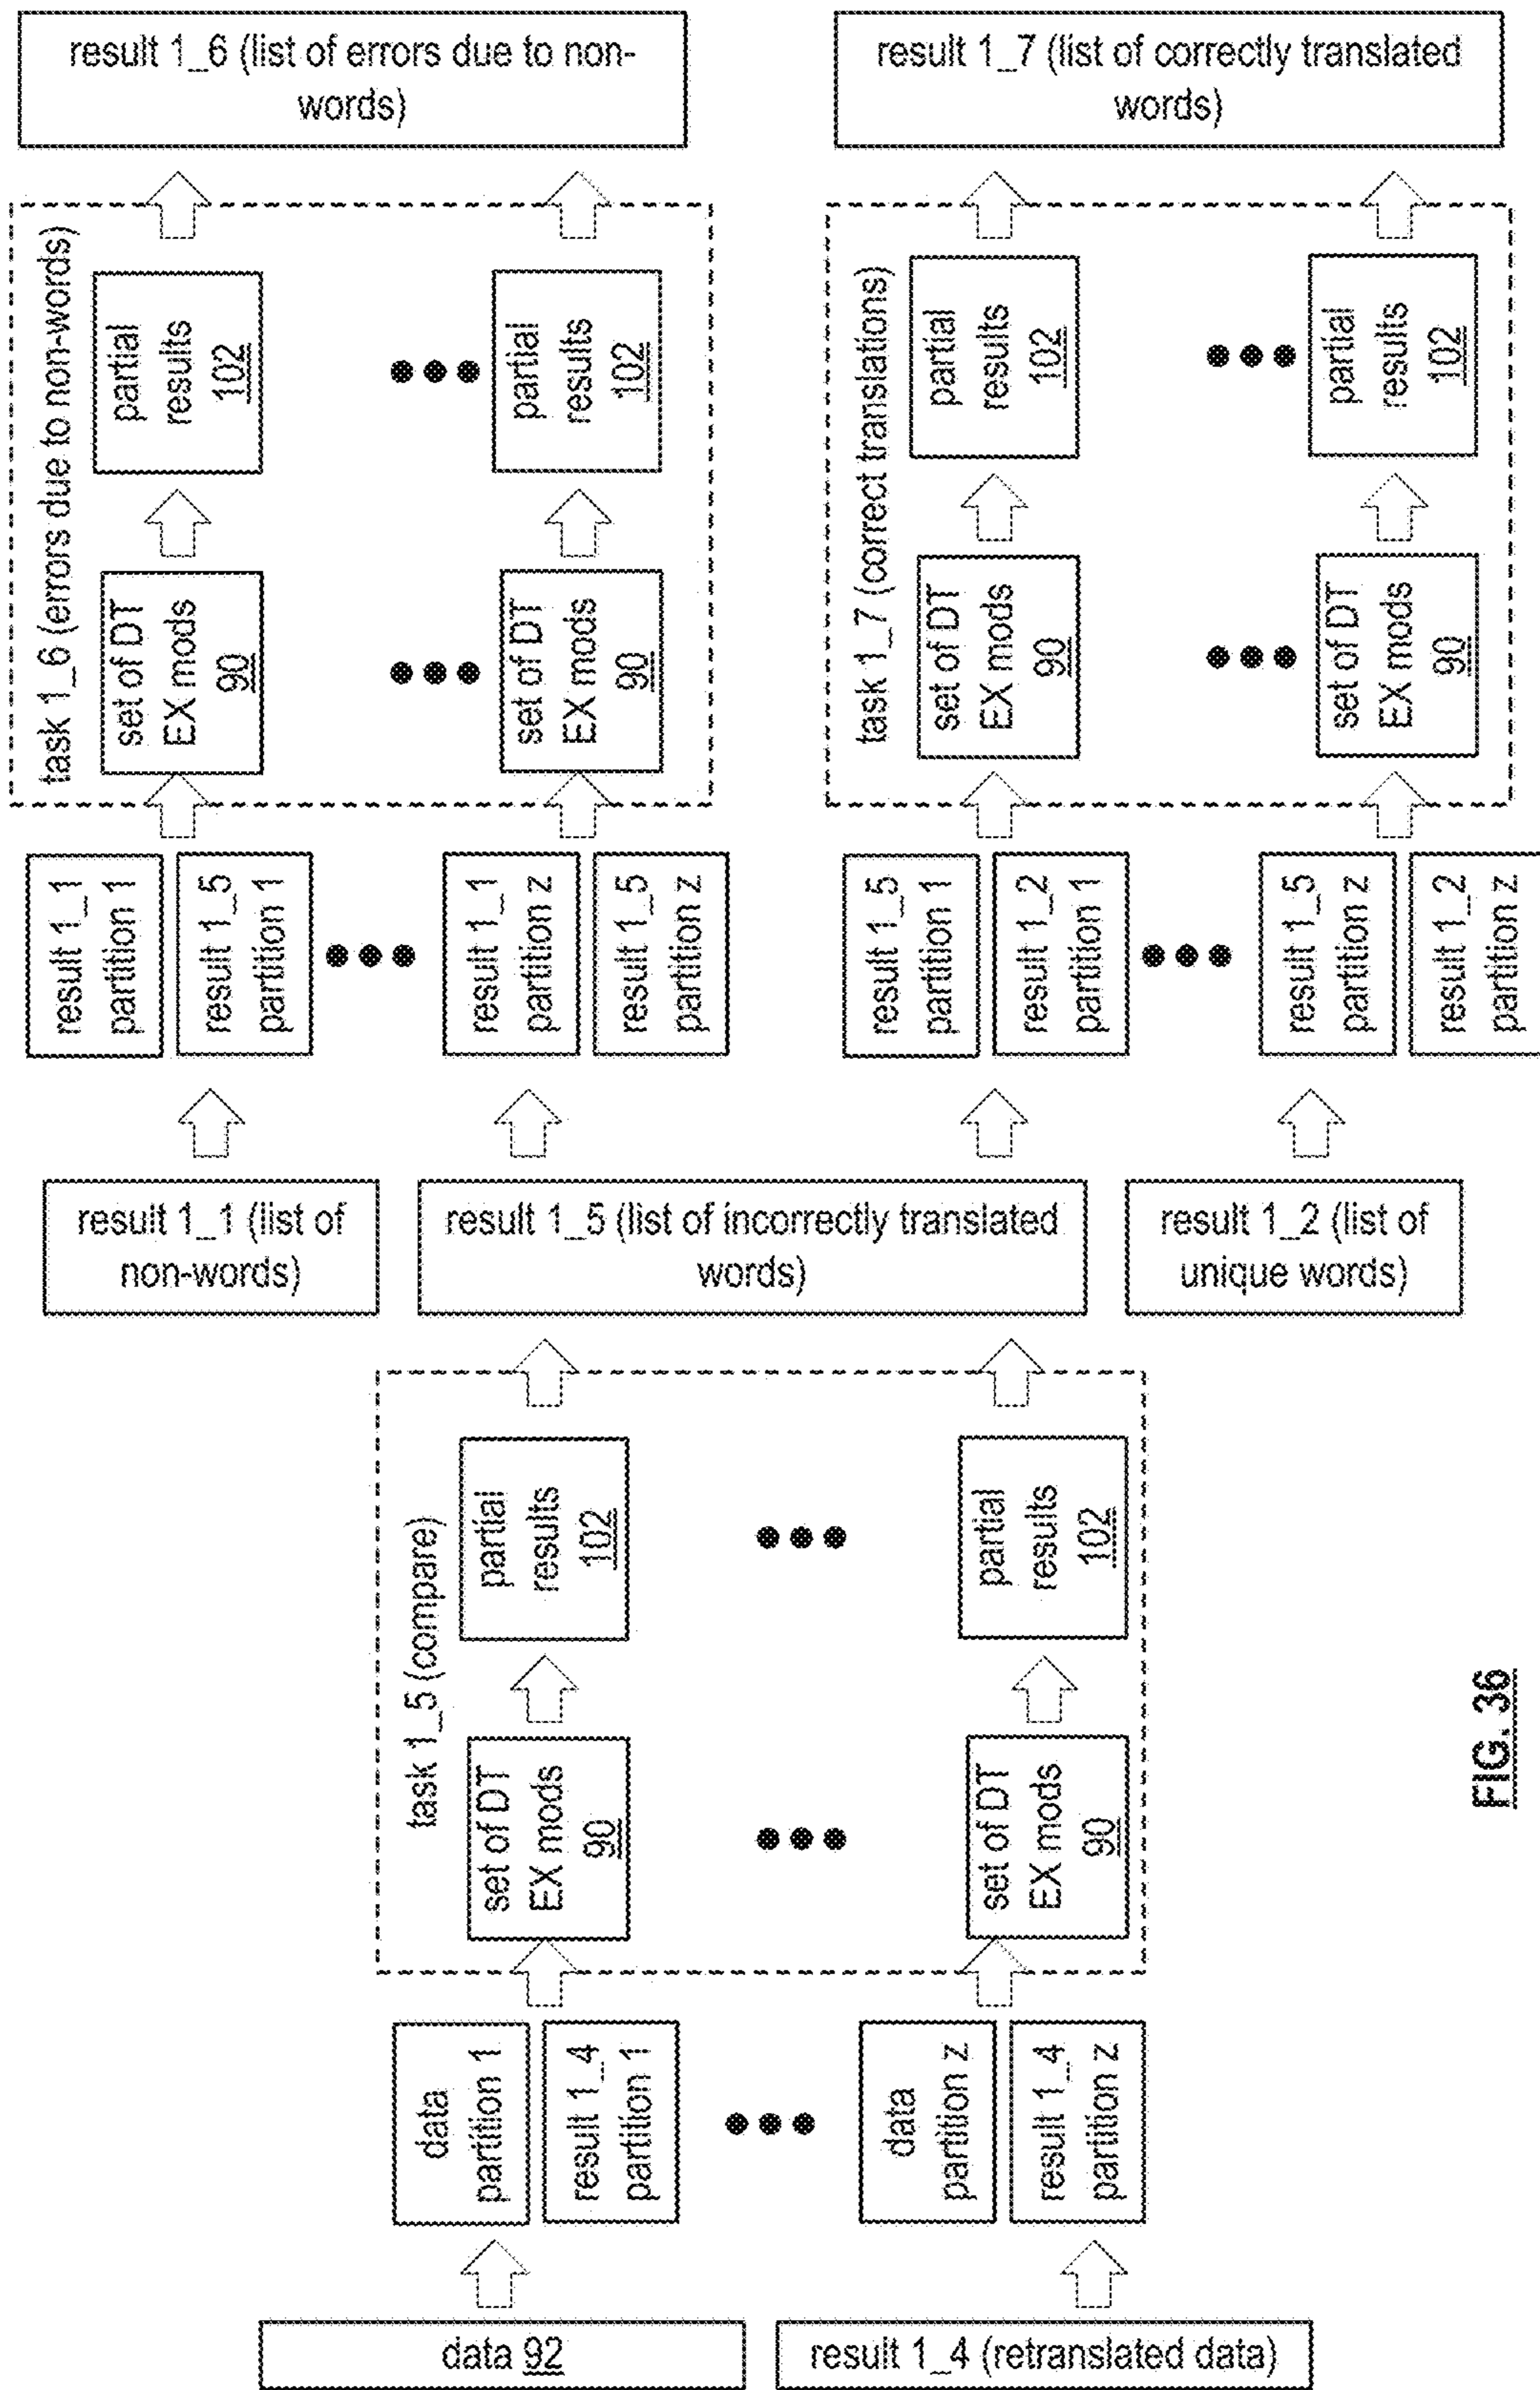 data 92
result 1_4 (retranslated data)
data
partition 1
result 1_4
partition 1
data
partition z
result 1_4
partition z
task 1_5 (compare)
set of DT
EX mods
90
partial
results
102
set of DT
EX mods
90
partial
results
102
result 1_1 (list of
non-words)
result 1_5 (list of incorrectly translated
words)
result 1_2 (list of
unique words)
result 1_1
partition 1
result 1_5
partition 1
result 1_1
partition z
result 1_5
partition z
task 1_6 (errors due to non-words)
set of DT
EX mods
90
partial
results
102
set of DT
EX mods
90
partial
results
102
result 1_6 (list of errors due to non-
words)
result 1_5
partition 1
result 1_2
partition 1
result 1_5
partition z
result 1_2
partition z
task 1_7 (correct translations)
set of DT
EX mods
90
partial
results
102
set of DT
EX mods
90
partial
results
102
result 1_7 (list of correctly translated
words)
FIG. 36